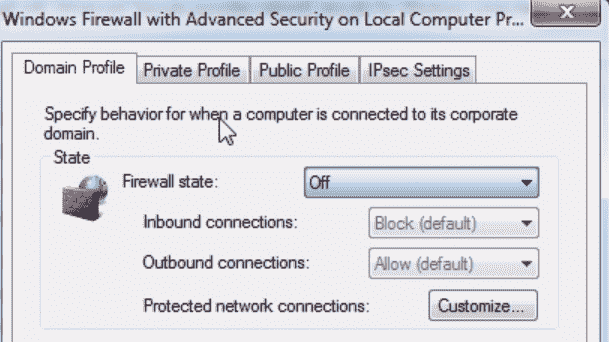 Windows Firewall with Advanced Security on Local Computer Pr...
Domain Profile Private Profile Public Profile IPsec Settings
Specify behavior for when a computer is connected to its corporate
domain.
State
Firewall state: Off
Inbound connections: Block (default)
Outbound connections: Allow (default)
Protected network connections: Customize...